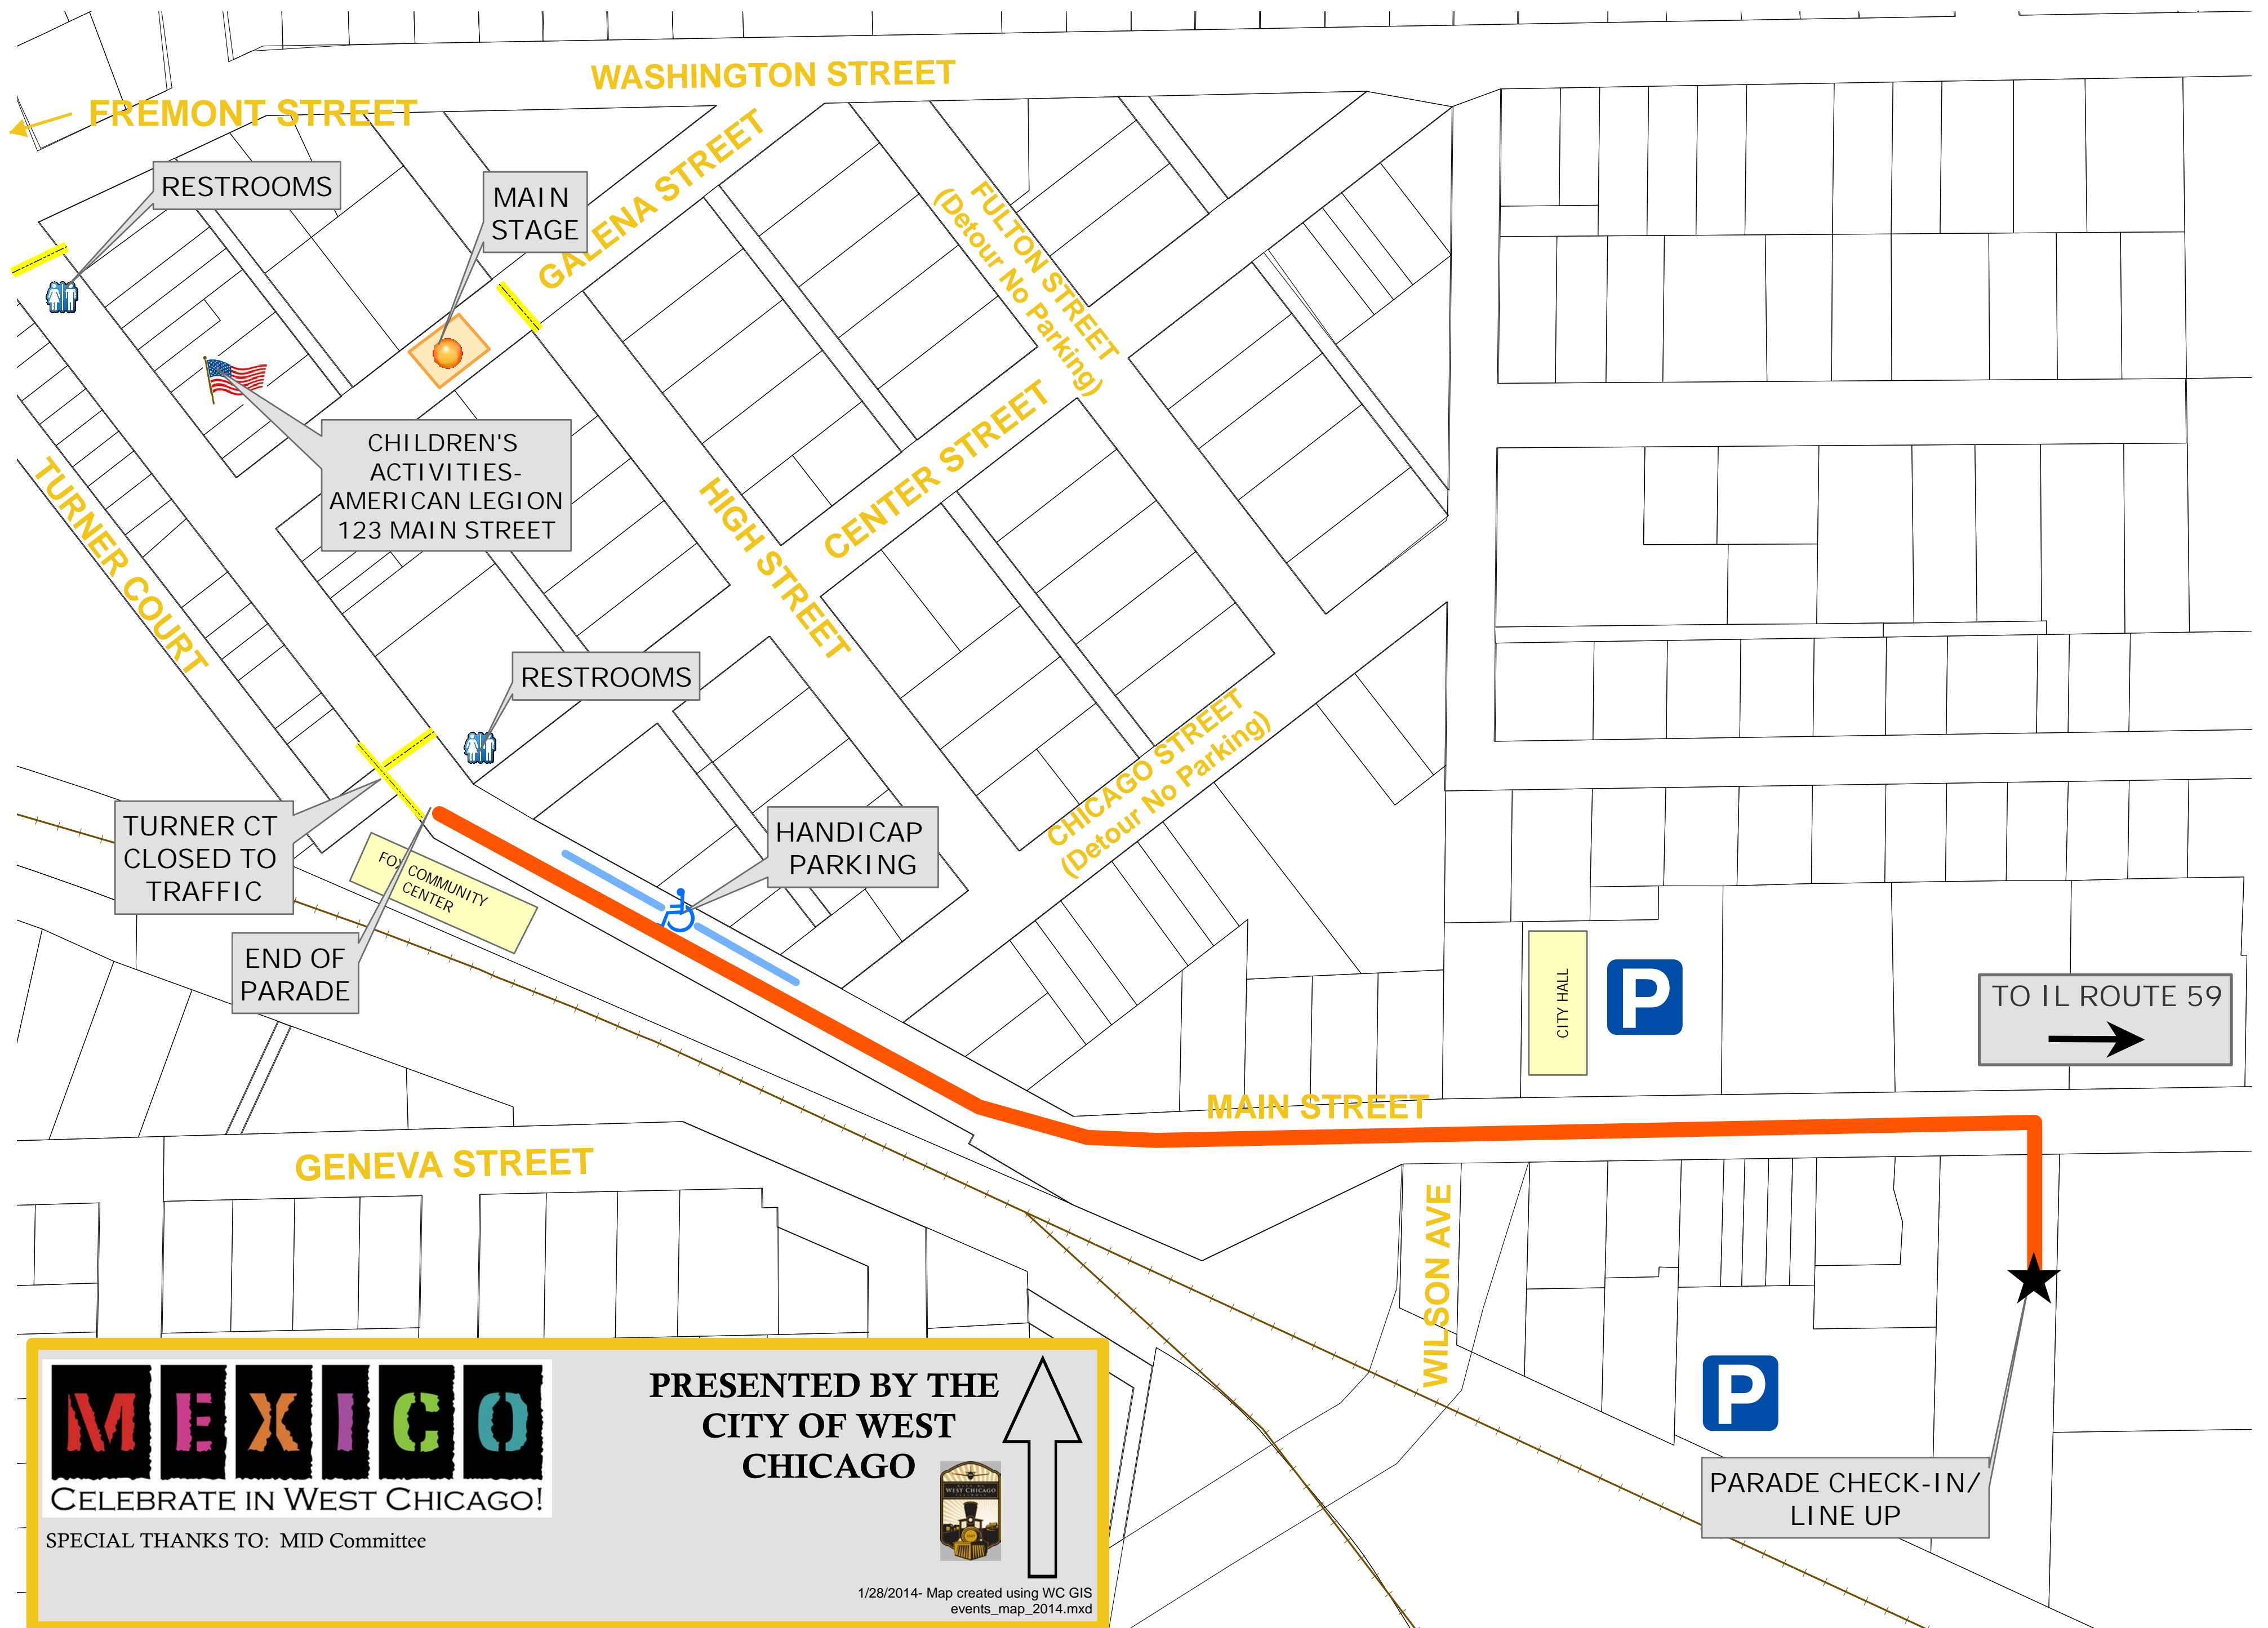 WASHINGTON STREET
FREMONT STREET
RESTROOMS
MAIN
STAGE
GALENA STREET
FULTON STREET
(Detour No Parking)
CHILDREN'S
ACTIVITIES-
AMERICAN LEGION
123 MAIN STREET
CENTER STREET
TURNER COURT
HIGH STREET
RESTROOMS
CHICAGO STREET
(Detour No Parking)
TURNER CT
CLOSED TO
TRAFFIC
HANDICAP
PARKING
FOX COMMUNITY
CENTER
END OF
PARADE
CITY HALL
P
TO IL ROUTE 59
MAIN STREET
GENEVA STREET
WILSON AVE
P
PARADE CHECK-IN/
LINE UP
MEXICO
CELEBRATE IN WEST CHICAGO!
SPECIAL THANKS TO: MID Committee
PRESENTED BY THE
CITY OF WEST
CHICAGO
WEST CHICAGO
1/28/2014- Map created using WC GIS
events_map_2014.mxd